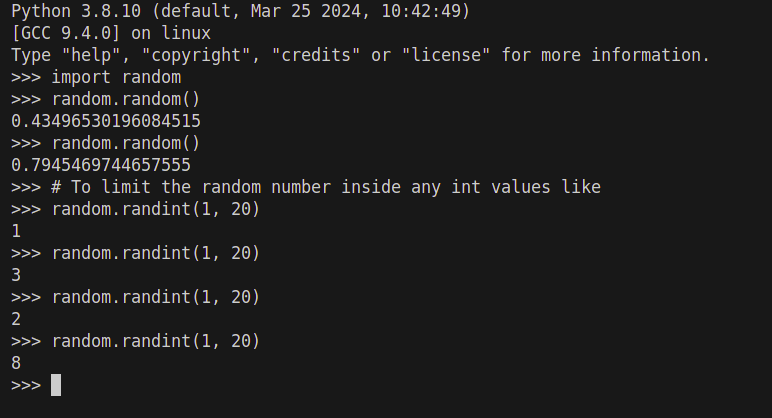 Python 3.8.10 (default, Mar 25 2024, 10:42:49)
[GCC 9.4.0] on linux
Type "help", "copyright", "credits" or "license" for more information.
>>> import random
>>> random.random()
0.43496530196084515
>>> random.random()
0.7945469744657555
>>> # To limit the random number inside any int values like
>>> random.randint(1, 20)
1
>>> random.randint(1, 20)
3
>>> random.randint(1, 20)
2
>>> random.randint(1, 20)
8
>>>